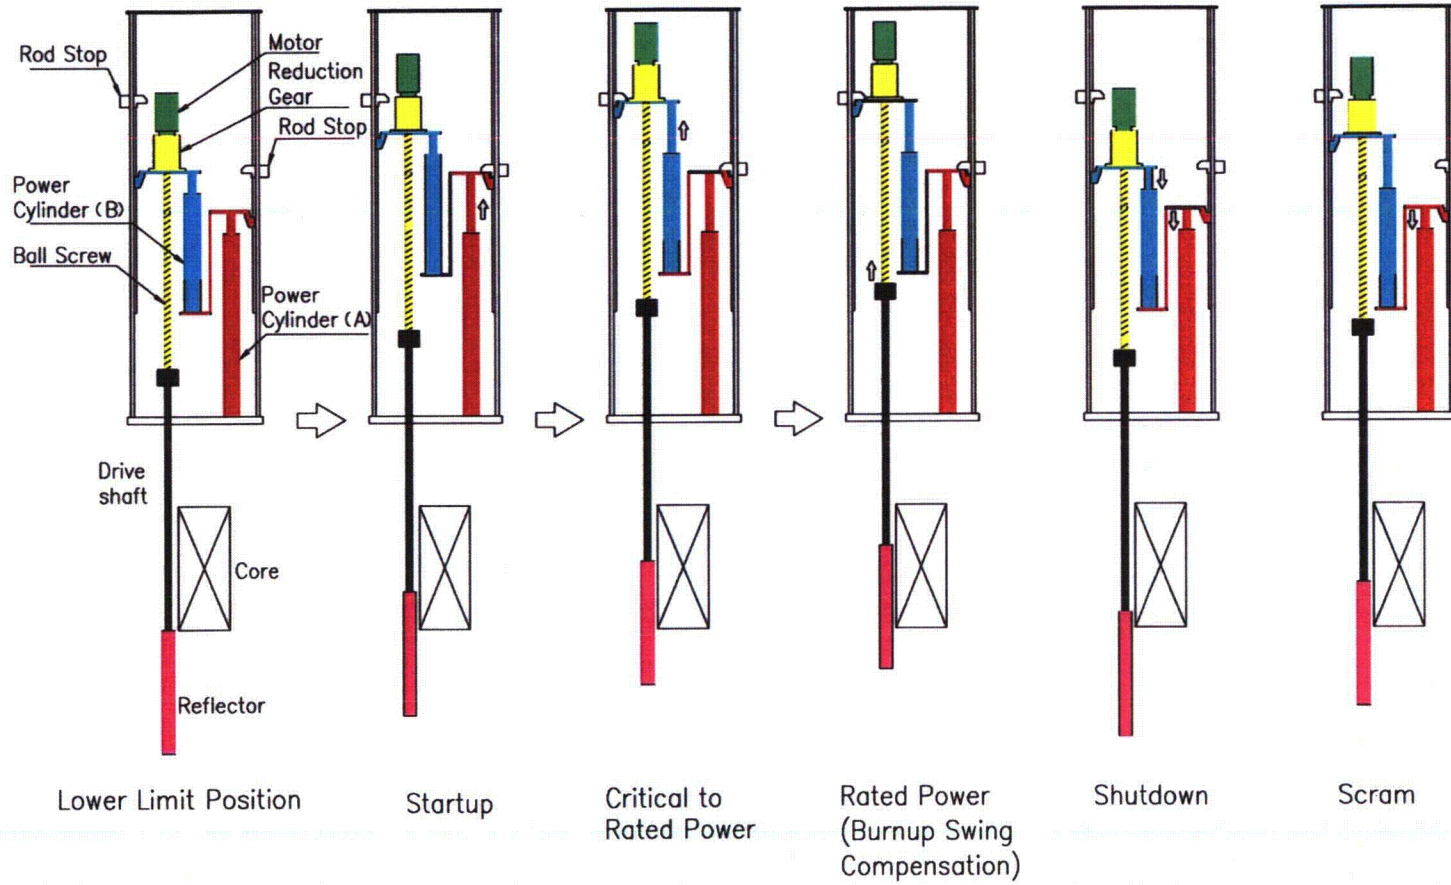 Rod Stop
Motor
Reduction
Gear
Rod Stop
Power
Cylinder (B)
Ball Screw
Power
Cylinder (A)
Drive
shaft
Core
Reflector
Lower Limit Position
Startup
Critical to
Rated Power
Rated Power
(Burnup Swing
Compensation)
Shutdown
Scram